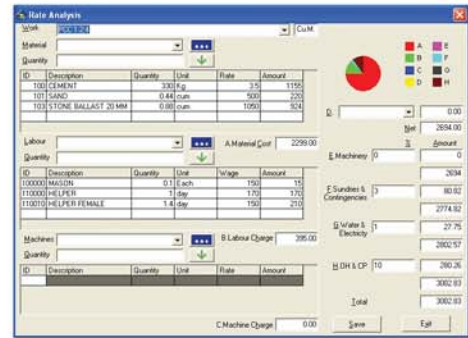 Rate Analysis
Work PCC 1:2:4 Cu.M.
Material
Quantity
ID Description Quantity Unit Rate Amount
100 CEMENT 330 Kg 3.5 1155
101 SAND 0.44 cum 500 220
103 STONE BALLAST 20 MM 0.88 cum 1050 924
Labour A.Material Cost 2299.00
Quantity
ID Description Quantity Unit Wage Amount
100000 MASON 0.1 Each 150 15
110000 HELPER 1 day 170 170
110010 HELPER FEMALE 1.4 day 150 210
Machines B.Labour Charge 395.00
Quantity
ID Description Quantity Unit Rate Amount
C.Machine Charge 0.00
A E
B F
C G
D H
D.
Net 2694.00
% Amount
E.Machinery 0 0
2694
F.Sundries & Contingencies 3 80.82
2774.82
G.Water & Electricity 1 27.75
2802.57
H.OH & CP 10 280.26
3082.83
Total 3082.83
Save Exit